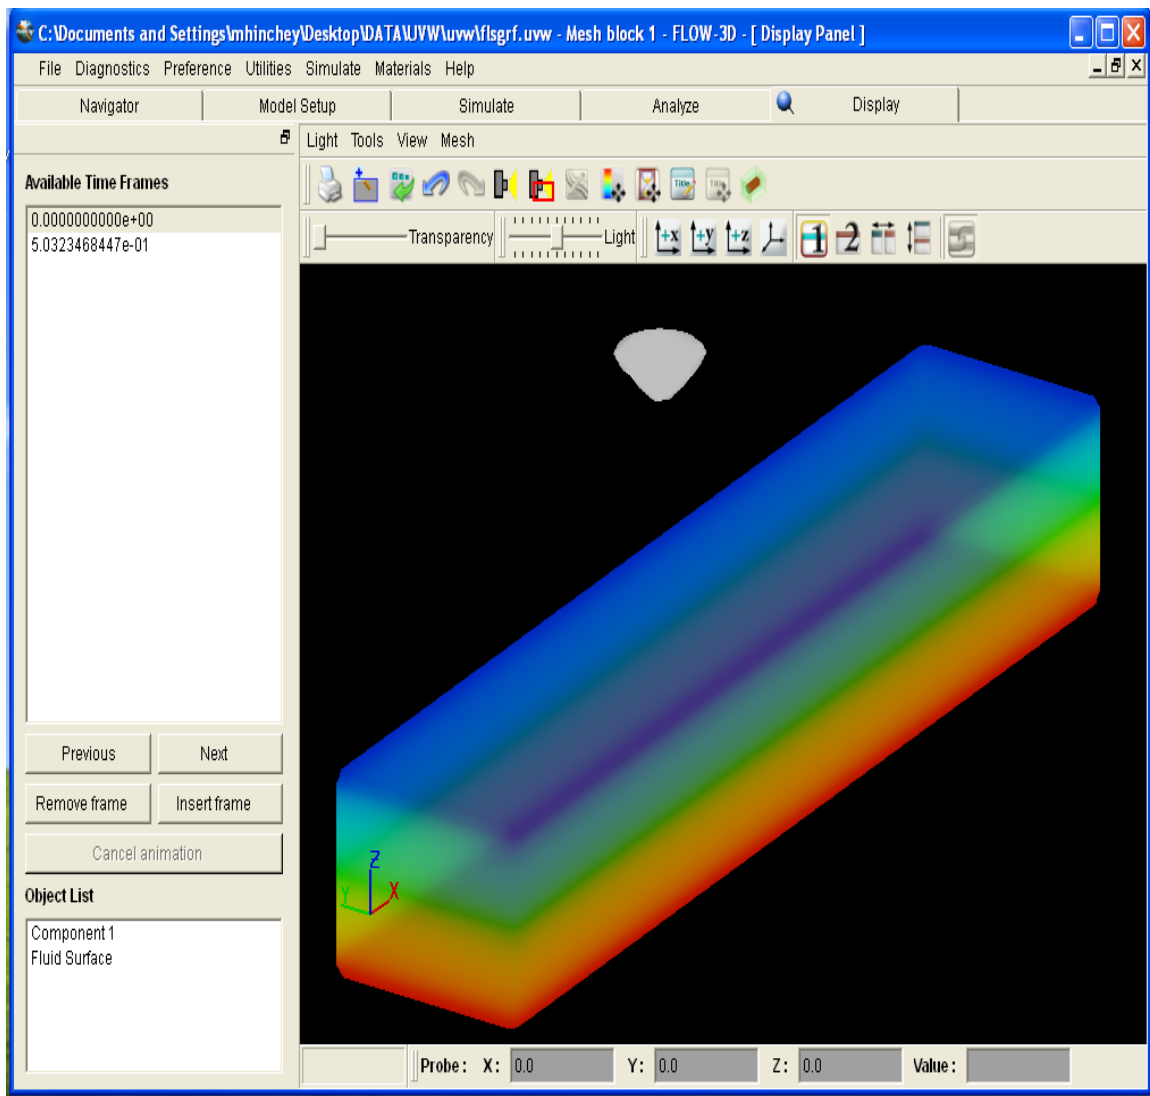 C:\Documents and Settings\mhinchey\Desktop\DATA\UVW\uvw\flsgrf.uvw - Mesh block 1 - FLOW-3D - [ Display Panel ]
File Diagnostics Preference Utilities Simulate Materials Help
Navigator Model Setup Simulate Analyze Display
Light Tools View Mesh
Available Time Frames
0.0000000000e+00
5.0323468447e-01
Title
Transparency Light +x +y +z 1 2
Previous Next
Remove frame Insert frame
Cancel animation
Object List
Component 1
Fluid Surface
Z
Y X
Probe: X: 0.0 Y: 0.0 Z: 0.0 Value: